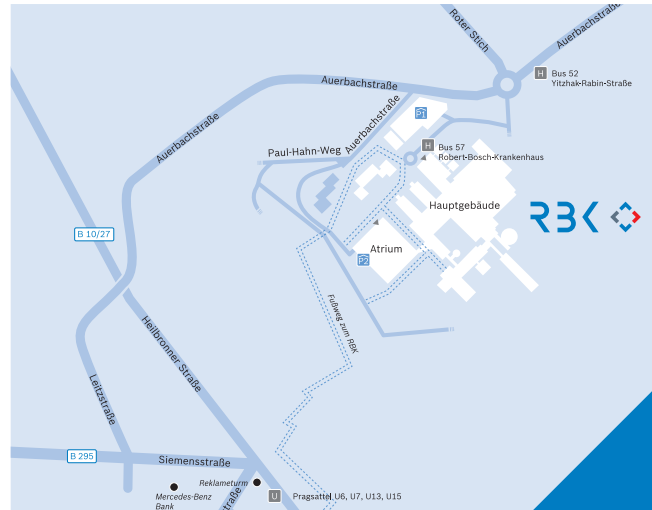 Roter Stich
Auerbachstraße
H
Bus 52
Yitzhak-Rabin-Straße
Auerbachstraße
P1
Auerbachstraße
Auerbachstraße
H
Bus 57
Robert-Bosch-Krankenhaus
Paul-Hahn-Weg
Hauptgebäude
RBK
B 10/27
Atrium
P2
Fußweg zum RBK
Heilbronner Straße
Leitzstraße
B 295
Siemensstraße
Reklameturm
Mercedes-Benz
Bank
straße
U
Pragsattel U6, U7, U13, U15